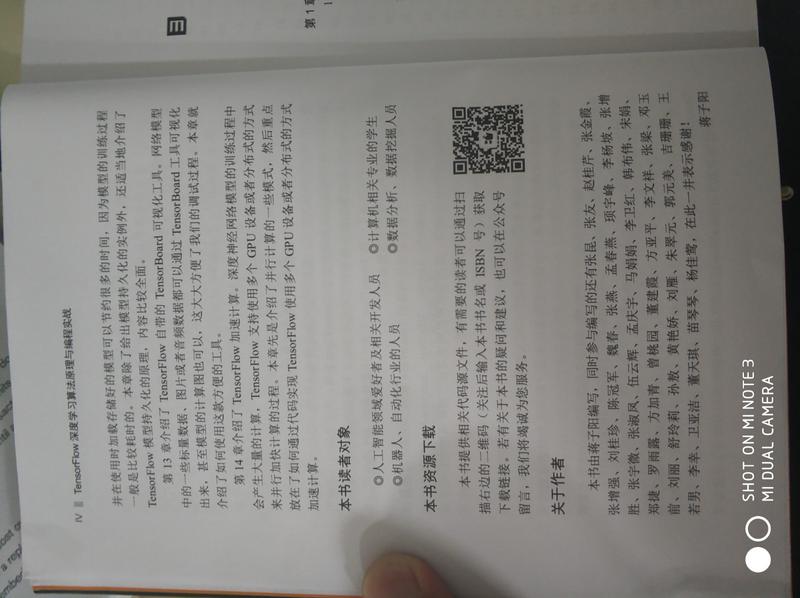 IV TensorFlow 深度学习算法原理与编程实战
并在使用时加载存储好的模型可以节约很多的时间，因为模型的训练过程
一般是比较耗时的。本章除了给出模型持久化的实例外，还适当地介绍了
TensorFlow 模型持久化的原理，内容比较全面。
第 13 章介绍了 TensorFlow 自带的 TensorBoard 可视化工具。网络模型
中的一些标量数据、图片或者音频数据都可以通过 TensorBoard 工具可视化
出来，甚至模型的计算图也可以，这大大方便了我们的调试过程。本章就
介绍了如何使用这款方便的工具。
第 14 章介绍了 TensorFlow 加速计算。深度神经网络模型的训练过程中
会产生大量的计算，TensorFlow 支持使用多个 GPU 设备或者分布式的方式
来并行加快计算的过程。本章先是介绍了并行计算的一些模式，然后重点
放在了如何通过代码实现 TensorFlow 使用多个 GPU 设备或者分布式的方式
加速计算。
本书读者对象
◎人工智能领域爱好者及相关开发人员 ◎计算机相关专业的学生
◎机器人、自动化行业的人员 ◎数据分析、数据挖掘人员
本书资源下载
本书提供相关代码源文件，有需要的读者可以通过扫
描右边的二维码（关注后输入本书书名或 ISBN 号）获取
下载链接。若有关于本书的疑问和建议，也可以在公众号
留言，我们将竭诚为您服务。
关于作者
本书由蒋子阳编写，同时参与编写的还有张昆、张友、赵桂芹、张金霞、
张增强、刘桂珍、陈冠军、魏春、张燕、孟春燕、顼宇峰、李杨坡、张增
胜、张宇微、张淑凤、伍云辉、孟庆宇、马娟娟、李卫红、韩布伟、宋娟、
郑捷、罗雨露、方加青、曾桃园、董建霞、方亚平、李文祥、张梁、邓玉
前、刘丽、舒玲莉、孙敖、黄艳娇、刘雁、朱翠元、郭元美、吉珊珊、王
若男、李幸、卫亚洁、董天琪、苗琴琴、杨佳莺，在此一并表示感谢！
蒋子阳
第 1 章
SHOT ON MI NOTE 3
MI DUAL CAMERA